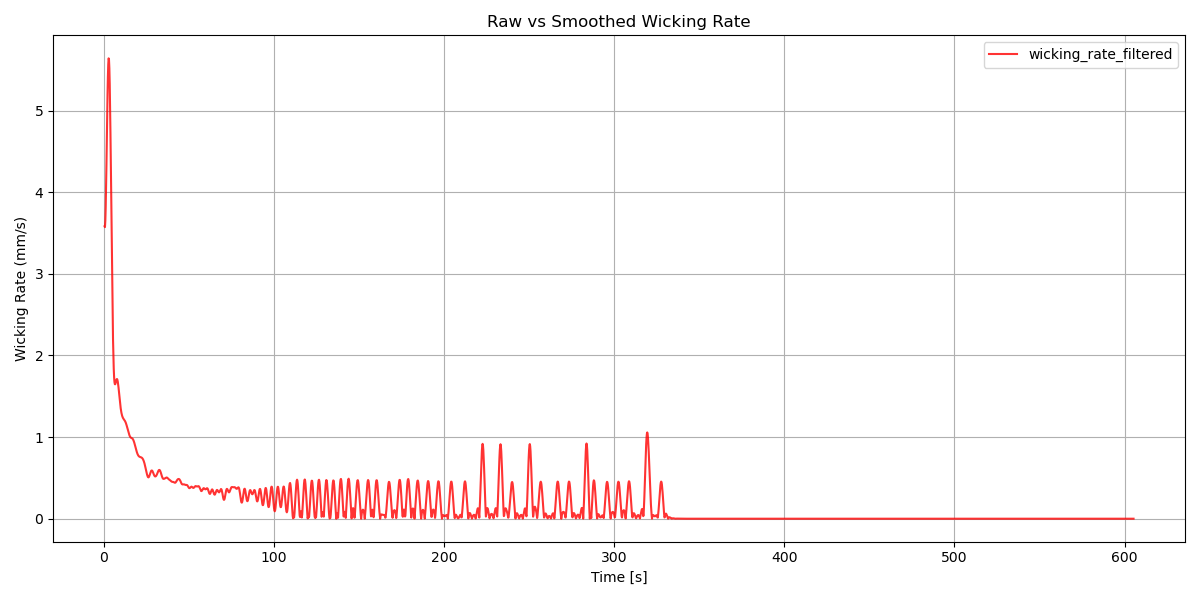 Raw vs Smoothed Wicking Rate
wicking_rate_filtered
Wicking Rate (mm/s)
5
4
3
2
1
0
0 100 200 300 400 500 600
Time [s]